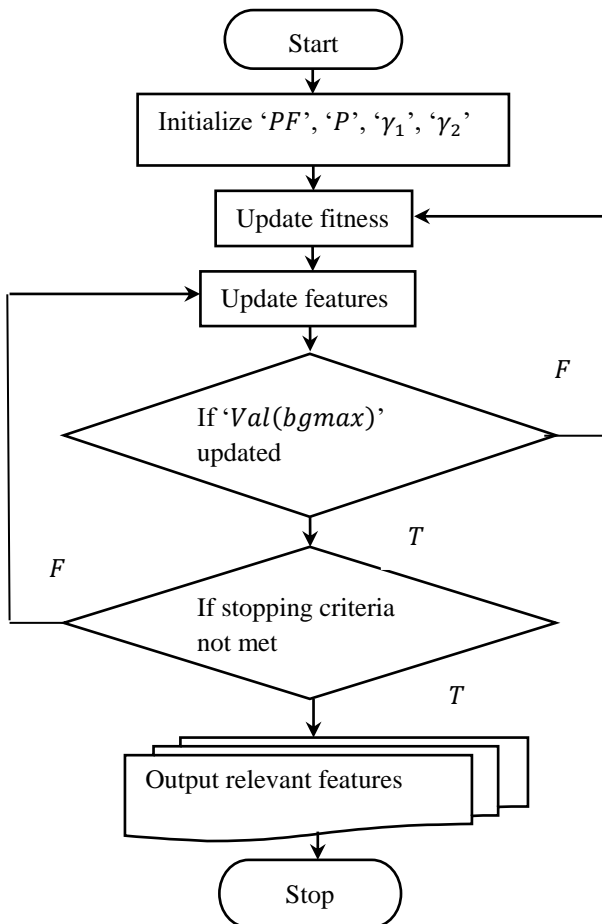 Start
Initialize ‘PF’, ‘P’, ‘γ₁’, ‘γ₂’
Update fitness
Update features
F
If ‘Val(bgmax)’
updated
T
F
If stopping criteria
not met
T
Output relevant features
Stop